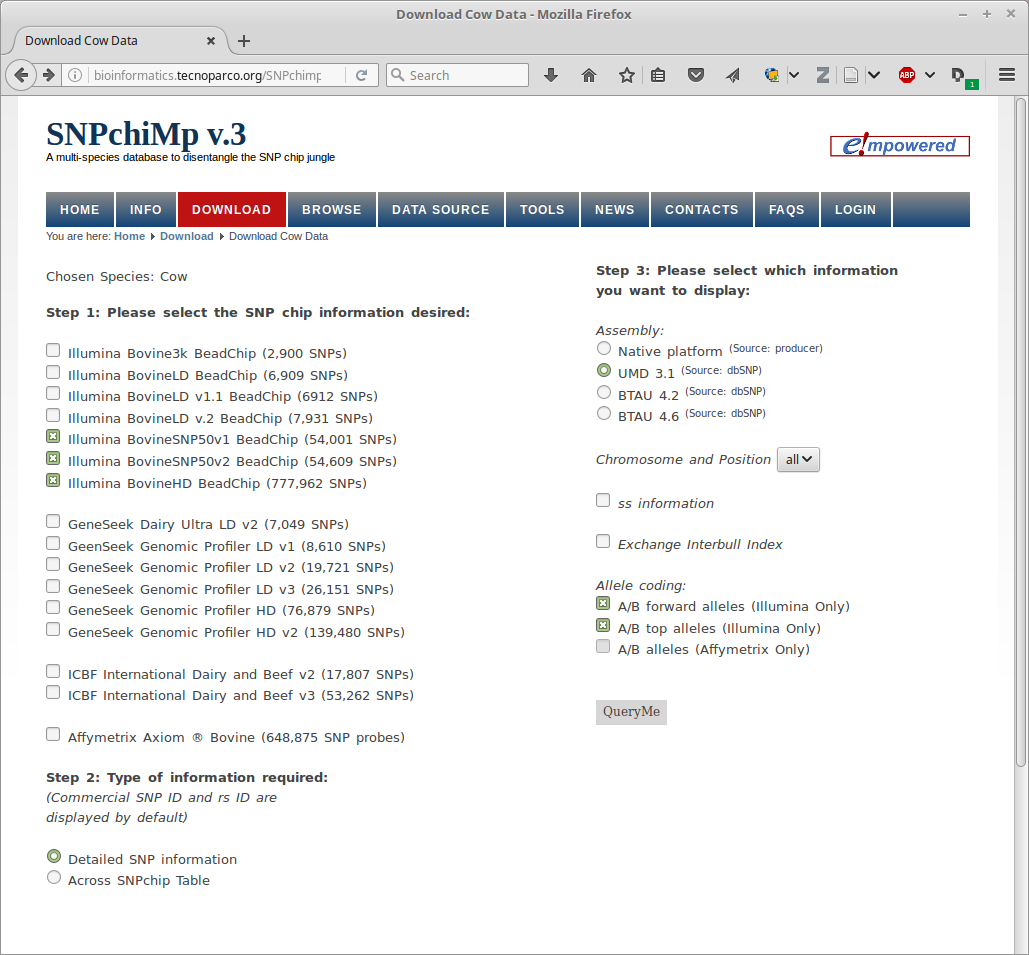 Download Cow Data - Mozilla Firefox
Download Cow Data
bioinformatics.tecnoparco.org/SNPchimp
Search
ABP
1
SNPchiMp v.3
A multi-species database to disentangle the SNP chip jungle
e!mpowered
HOME INFO DOWNLOAD BROWSE DATA SOURCE TOOLS NEWS CONTACTS FAQS LOGIN
You are here: Home Download Download Cow Data
Chosen Species: Cow
Step 1: Please select the SNP chip information desired:
Illumina Bovine3k BeadChip (2,900 SNPs)
Illumina BovineLD BeadChip (6,909 SNPs)
Illumina BovineLD v1.1 BeadChip (6912 SNPs)
Illumina BovineLD v.2 BeadChip (7,931 SNPs)
Illumina BovineSNP50v1 BeadChip (54,001 SNPs)
Illumina BovineSNP50v2 BeadChip (54,609 SNPs)
Illumina BovineHD BeadChip (777,962 SNPs)
GeneSeek Dairy Ultra LD v2 (7,049 SNPs)
GeenSeek Genomic Profiler LD v1 (8,610 SNPs)
GeneSeek Genomic Profiler LD v2 (19,721 SNPs)
GeneSeek Genomic Profiler LD v3 (26,151 SNPs)
GeneSeek Genomic Profiler HD (76,879 SNPs)
GeneSeek Genomic Profiler HD v2 (139,480 SNPs)
ICBF International Dairy and Beef v2 (17,807 SNPs)
ICBF International Dairy and Beef v3 (53,262 SNPs)
Affymetrix Axiom ® Bovine (648,875 SNP probes)
Step 2: Type of information required:
(Commercial SNP ID and rs ID are
displayed by default)
Detailed SNP information
Across SNPchip Table
Step 3: Please select which information
you want to display:
Assembly:
Native platform (Source: producer)
UMD 3.1 (Source: dbSNP)
BTAU 4.2 (Source: dbSNP)
BTAU 4.6 (Source: dbSNP)
Chromosome and Position all
ss information
Exchange Interbull Index
Allele coding:
A/B forward alleles (Illumina Only)
A/B top alleles (Illumina Only)
A/B alleles (Affymetrix Only)
QueryMe